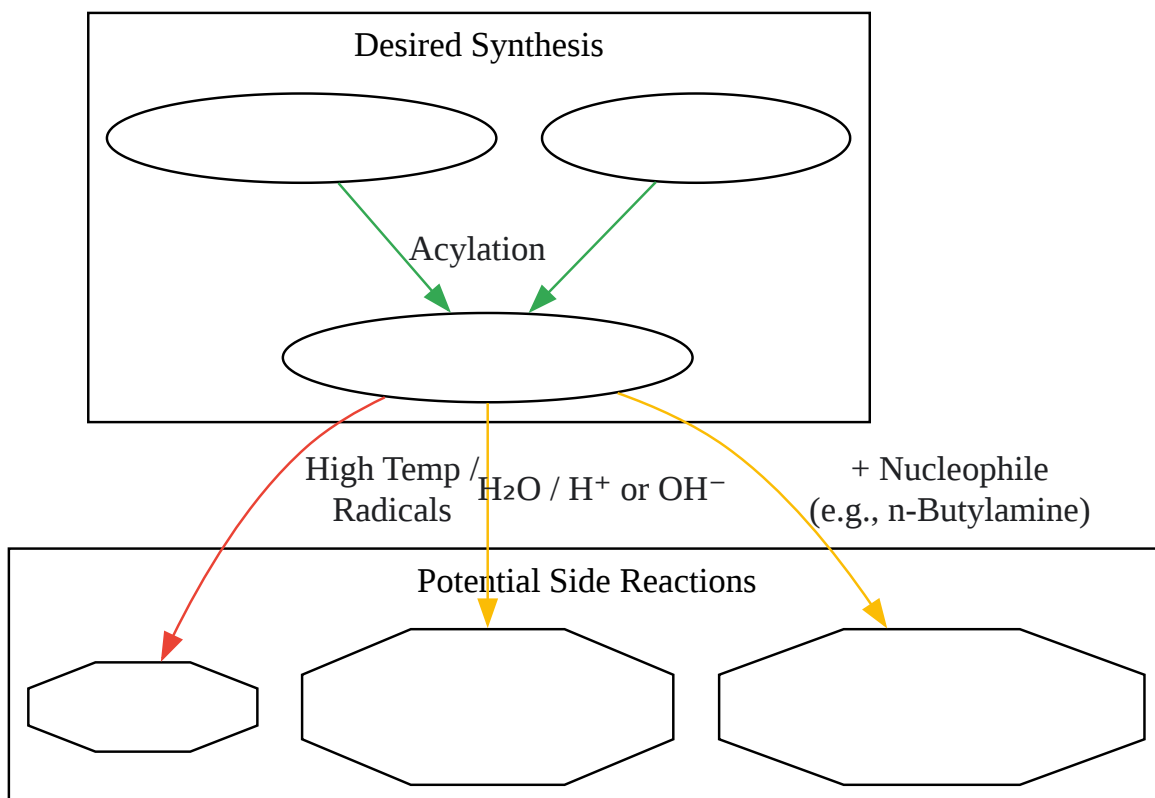 Desired Synthesis
Acylation
High Temp /
Radicals
H₂O / H⁺ or OH⁻
+ Nucleophile
(e.g., n-Butylamine)
Potential Side Reactions